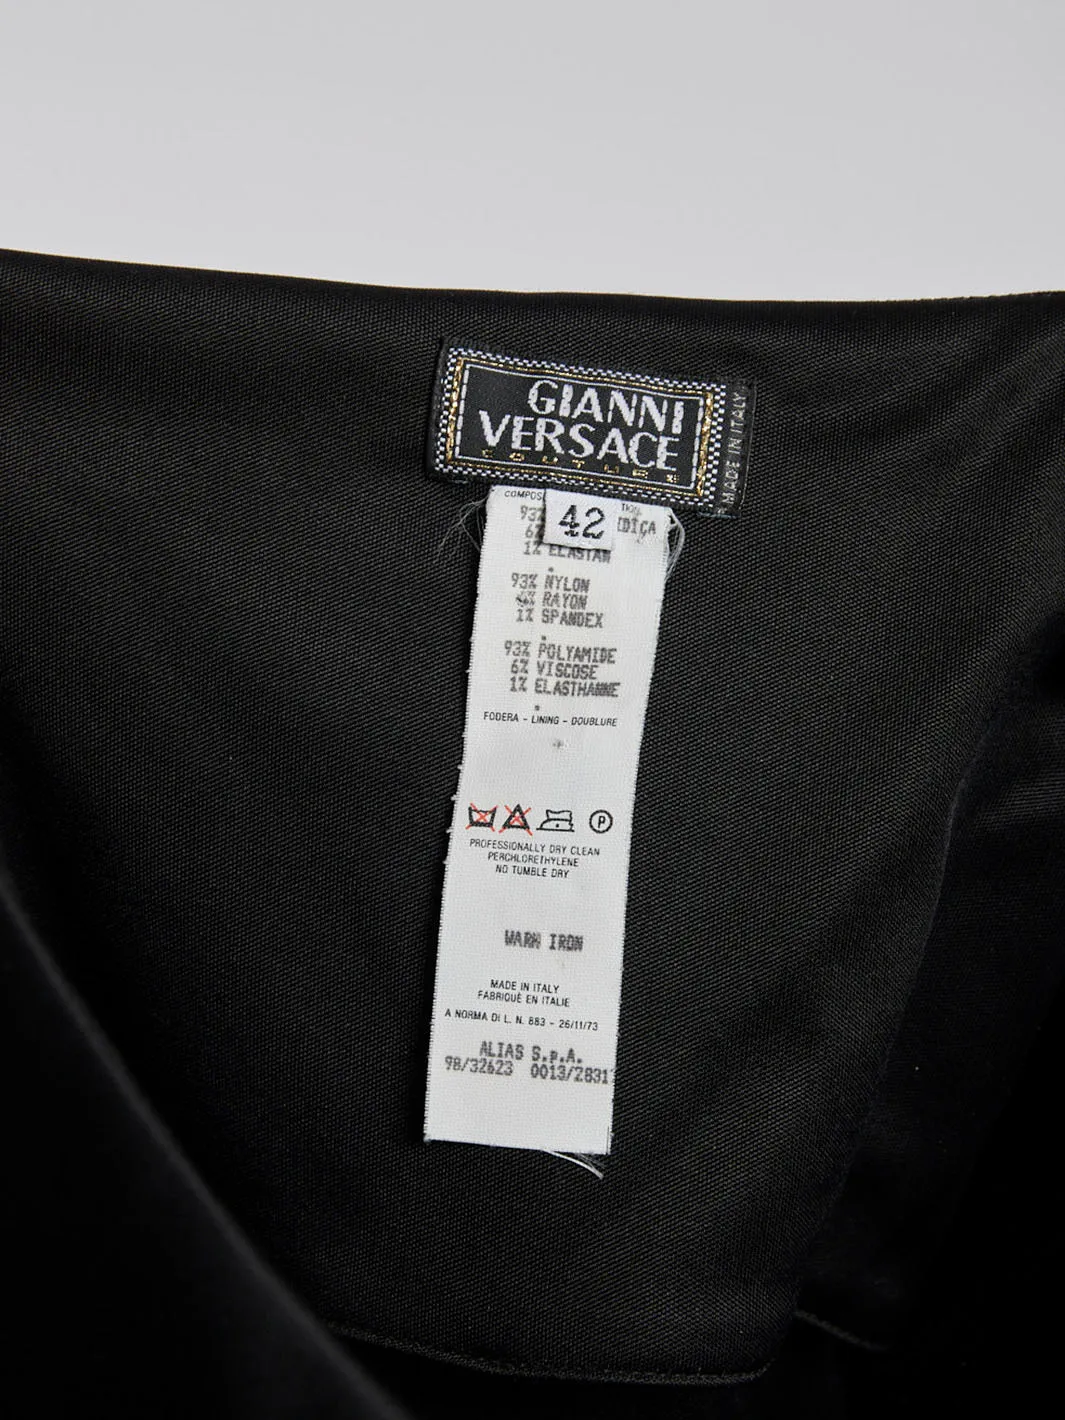 GIANNI
VERSACE
COUTURE
MADE IN ITALY
42
93%
6%
1% ELASTAN
93% NYLON
6% RAYON
1% SPANDEX
93% POLYAMIDE
6% VISCOSE
1% ELASTHANNE
FODERA - LINING - DOUBLURE
P
PROFESSIONALLY DRY CLEAN
PERCHLORETHYLENE
NO TUMBLE DRY
WARM IRON
MADE IN ITALY
FABRIQUÉ EN ITALIE
A NORMA DI L. N. 883 - 26/11/73
ALIAS S.p.A.
98/32623 0013/2831